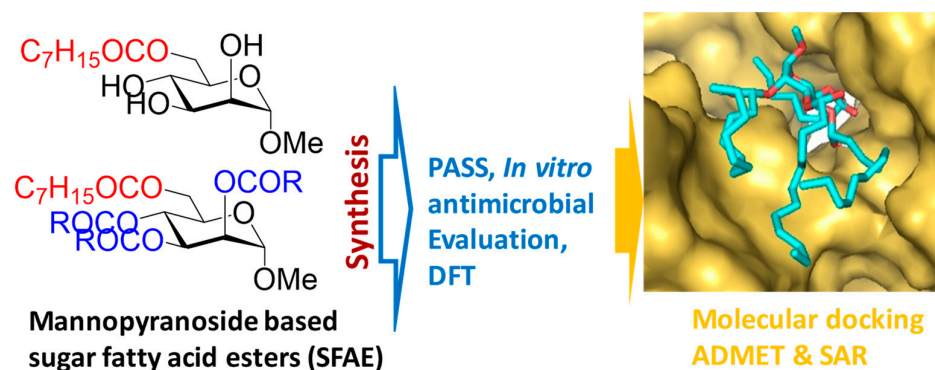 C7H15OCO
OH
O
HO
HO
OMe
C7H15OCO
OCOR
O
ROCO
ROCO
OMe
Mannopyranoside based
sugar fatty acid esters (SFAE)
Synthesis
PASS, In vitro
antimicrobial
Evaluation,
DFT
Molecular docking
ADMET & SAR